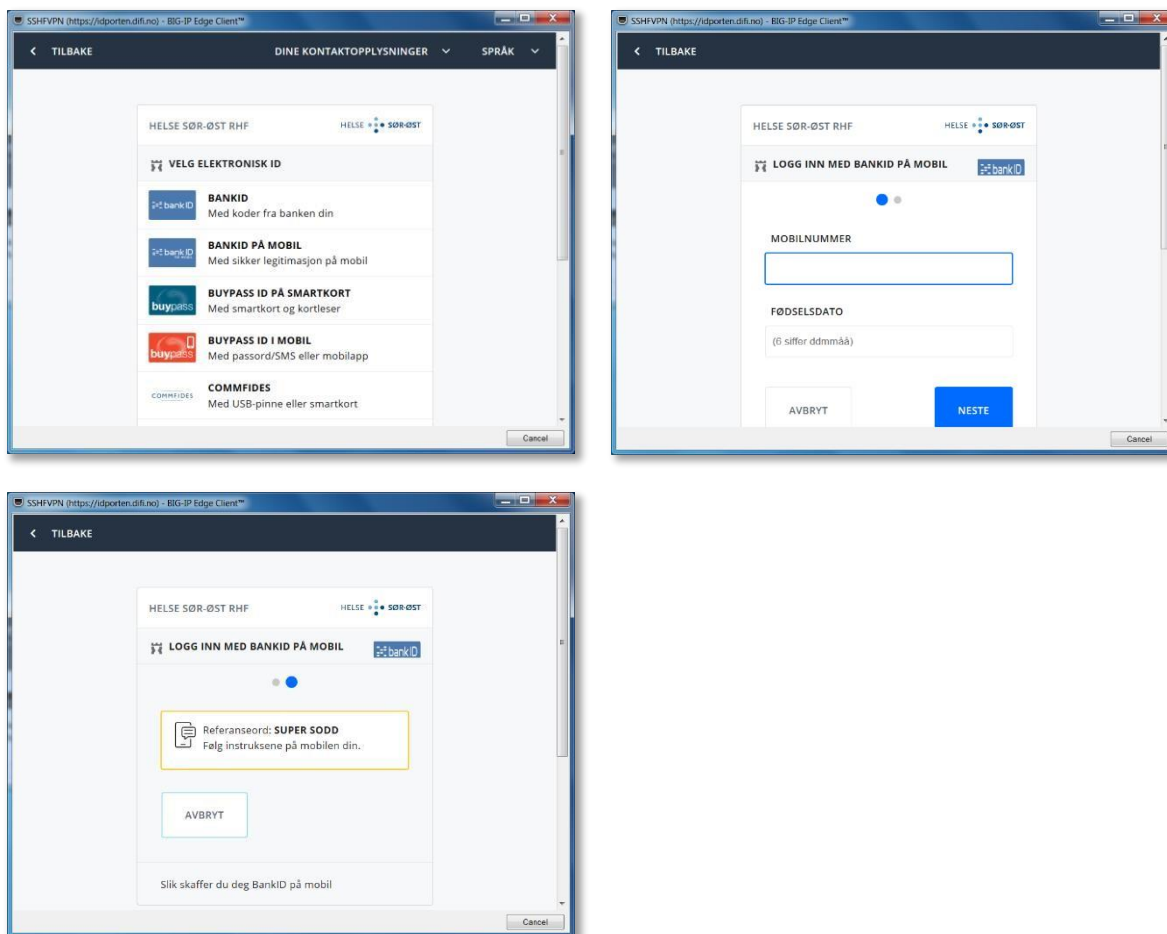 SSHFVPN (https://idporten.difi.no) - BIG-IP Edge Client™
TILBAKE
DINE KONTAKTOPPLYSNINGER
SPRÅK
HELSE SØR-ØST RHF
HELSE SØR-ØST
VELG ELEKTRONISK ID
bankID
BANKID
Med koder fra banken din
bankID
BANKID PÅ MOBIL
Med sikker legitimasjon på mobil
buypass
BUYPASS ID PÅ SMARTKORT
Med smartkort og kortleser
buypass
BUYPASS ID I MOBIL
Med passord/SMS eller mobilapp
COMMFIDES
COMMFIDES
Med USB-pinne eller smartkort
Cancel
SSHFVPN (https://idporten.difi.no) - BIG-IP Edge Client™
TILBAKE
HELSE SØR-ØST RHF
HELSE SØR-ØST
LOGG INN MED BANKID PÅ MOBIL
bankID
MOBILNUMMER
FØDSELSDATO
(6 siffer ddmmåå)
AVBRYT
NESTE
Cancel
SSHFVPN (https://idporten.difi.no) - BIG-IP Edge Client™
TILBAKE
HELSE SØR-ØST RHF
HELSE SØR-ØST
LOGG INN MED BANKID PÅ MOBIL
bankID
Referanseord: SUPER SODD
Følg instruksene på mobilen din.
AVBRYT
Slik skaffer du deg BankID på mobil
Cancel